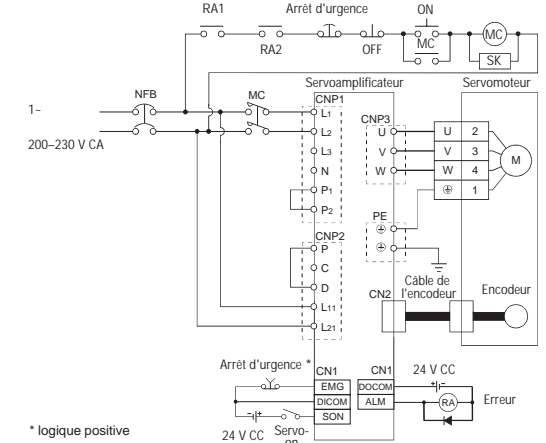 RA1 Arrêt d'urgence ON
RA2 OFF MC MC
SK
Servoamplificateur Servomoteur
NFB MC CNP1
1~ L1 CNP3
200–230 V CA L2 U U 2
L3 V V 3 M
N W W 4
P1 1
P2 PE
CNP2
P
C Câble de
D l'encodeur Encodeur
L11 CN2
L21
Arrêt d'urgence * CN1 CN1 24 V CC
EMG DOCOM
DICOM ALM RA Erreur
SON
* logique positive 24 V CC Servo-
on